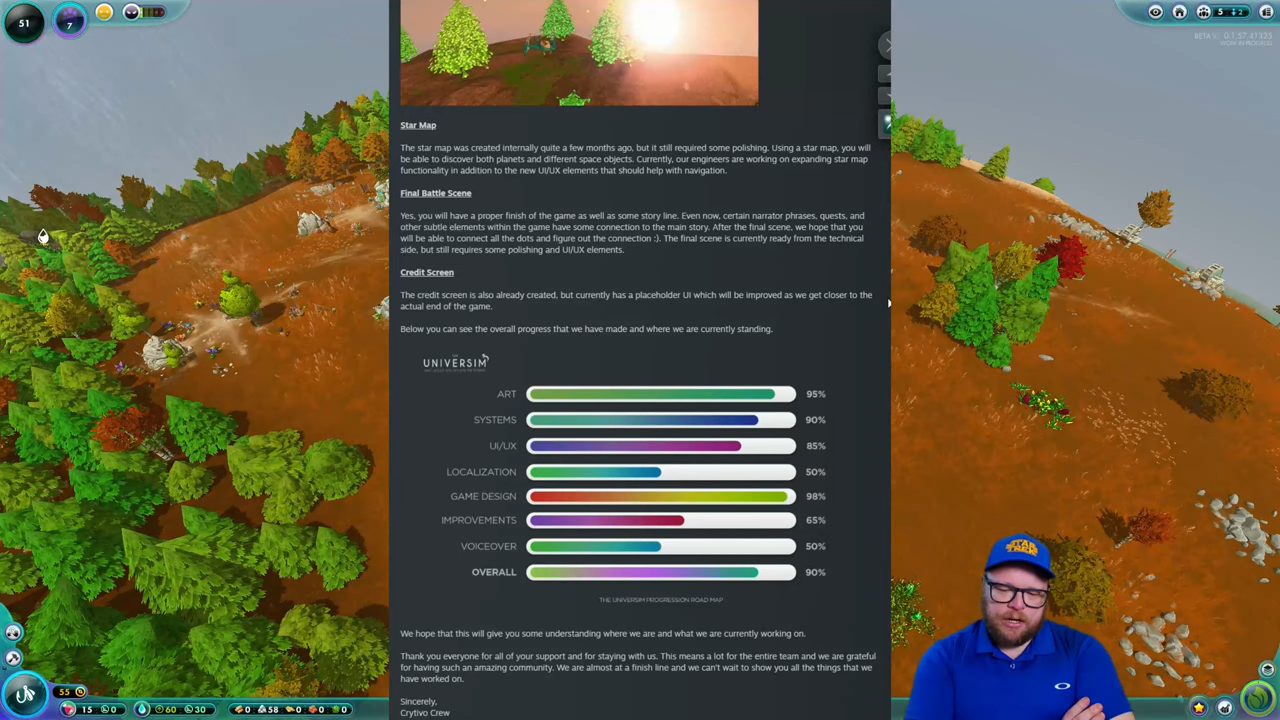 51
7
5 2
BETA V. 0.1.57.41325
WORK IN PROGRESS
Star Map
The star map was created internally quite a few months ago, but it still required some polishing. Using a star map, you will
be able to discover both planets and different space objects. Currently, our engineers are working on expanding star map
functionality in addition to the new UI/UX elements that should help with navigation.
Final Battle Scene
Yes, you will have a proper finish of the game as well as some story line. Even now, certain narrator phrases, quests, and
other subtle elements within the game have some connection to the main story. After the final scene, we hope that you
will be able to connect all the dots and figure out the connection :). The final scene is currently ready from the technical
side, but still requires some polishing and UI/UX elements.
Credit Screen
The credit screen is also already created, but currently has a placeholder UI which will be improved as we get closer to the
actual end of the game.
Below you can see the overall progress that we have made and where we are currently standing.
THE
UNIVERSIM
ART 95%
SYSTEMS 90%
UI/UX 85%
LOCALIZATION 50%
GAME DESIGN 98%
IMPROVEMENTS 65%
VOICEOVER 50%
OVERALL 90%
THE UNIVERSIM PROGRESSION ROAD MAP
We hope that this will give you some understanding where we are and what we are currently working on.
Thank you everyone for all of your support and for staying with us. This means a lot for the entire team and we are grateful
for having such an amazing community. We are almost at a finish line and we can't wait to show you all the things that we
have worked on.
Sincerely,
Crytivo Crew
STAR
55
15 0 60 0 0 58 0 0 0